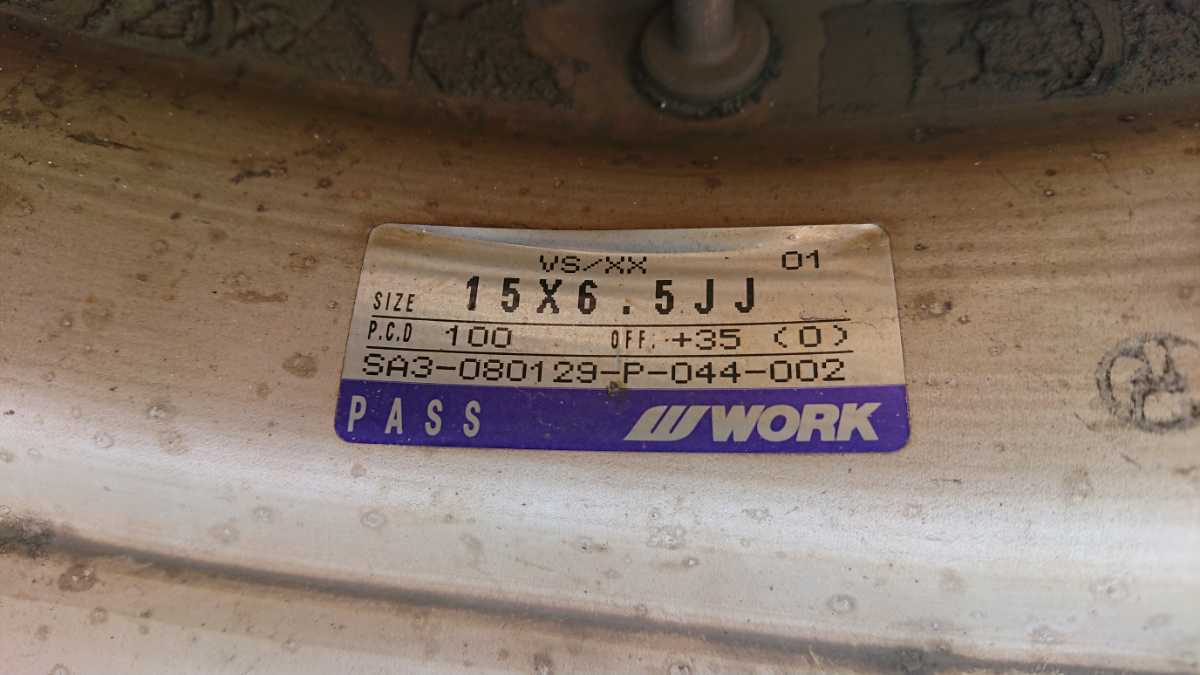 VS/XX 01
SIZE 15X6.5JJ
P.C.D 100 OFF. +35 (0)
SA3-080129-P-044-002
PASS WORK